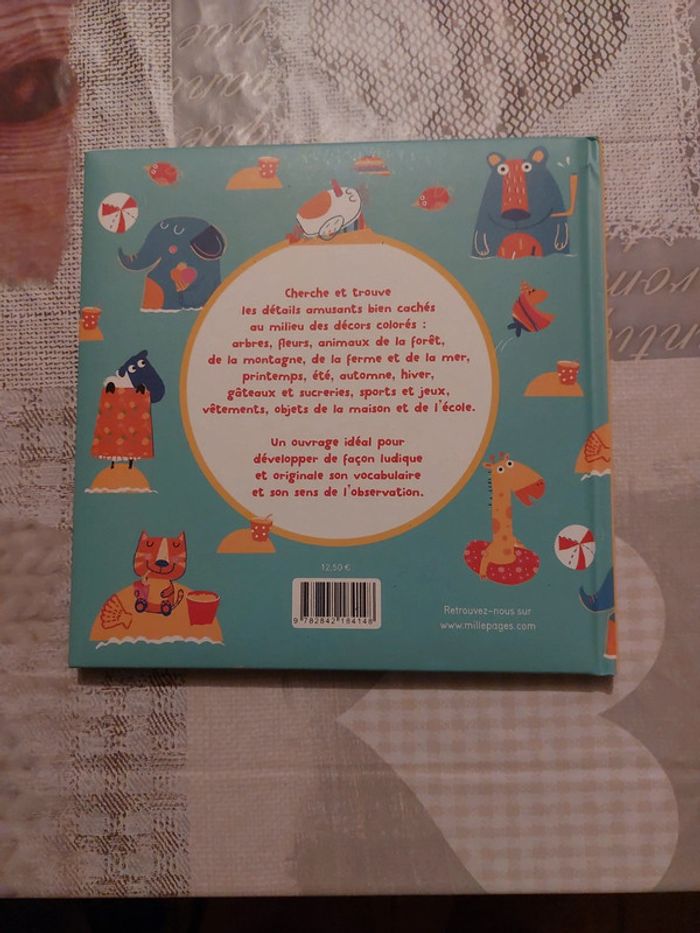 Cherche et trouve
les détails amusants bien cachés
au milieu des décors colorés :
arbres, fleurs, animaux de la forêt,
de la montagne, de la ferme et de la mer,
printemps, été, automne, hiver,
gâteaux et sucreries, sports et jeux,
vêtements, objets de la maison et de l'école.
Un ouvrage idéal pour
développer de façon ludique
et originale son vocabulaire
et son sens de l'observation.
12,50 €
9 782842 184148
Retrouvez-nous sur
www.millepages.com